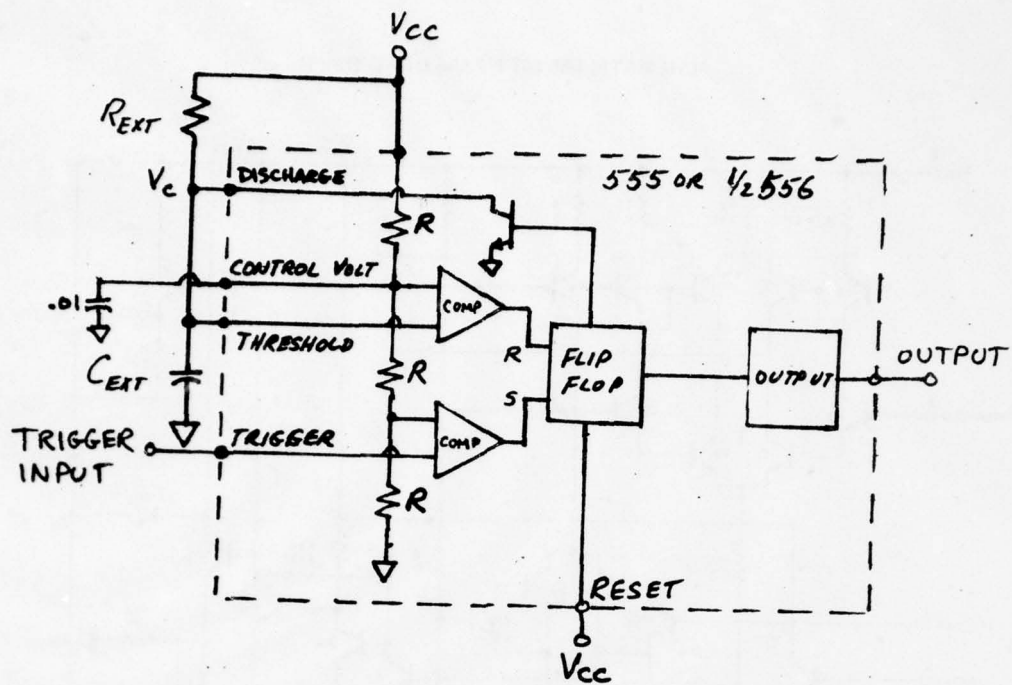 VCC
REXT
555 OR 1/2 556
VC
DISCHARGE
R
CONTROL VOLT
.01
COMP
THRESHOLD
R
FLIP
FLOP
OUTPUT
OUTPUT
CEXT
R
S
COMP
TRIGGER
INPUT
TRIGGER
R
RESET
VCC